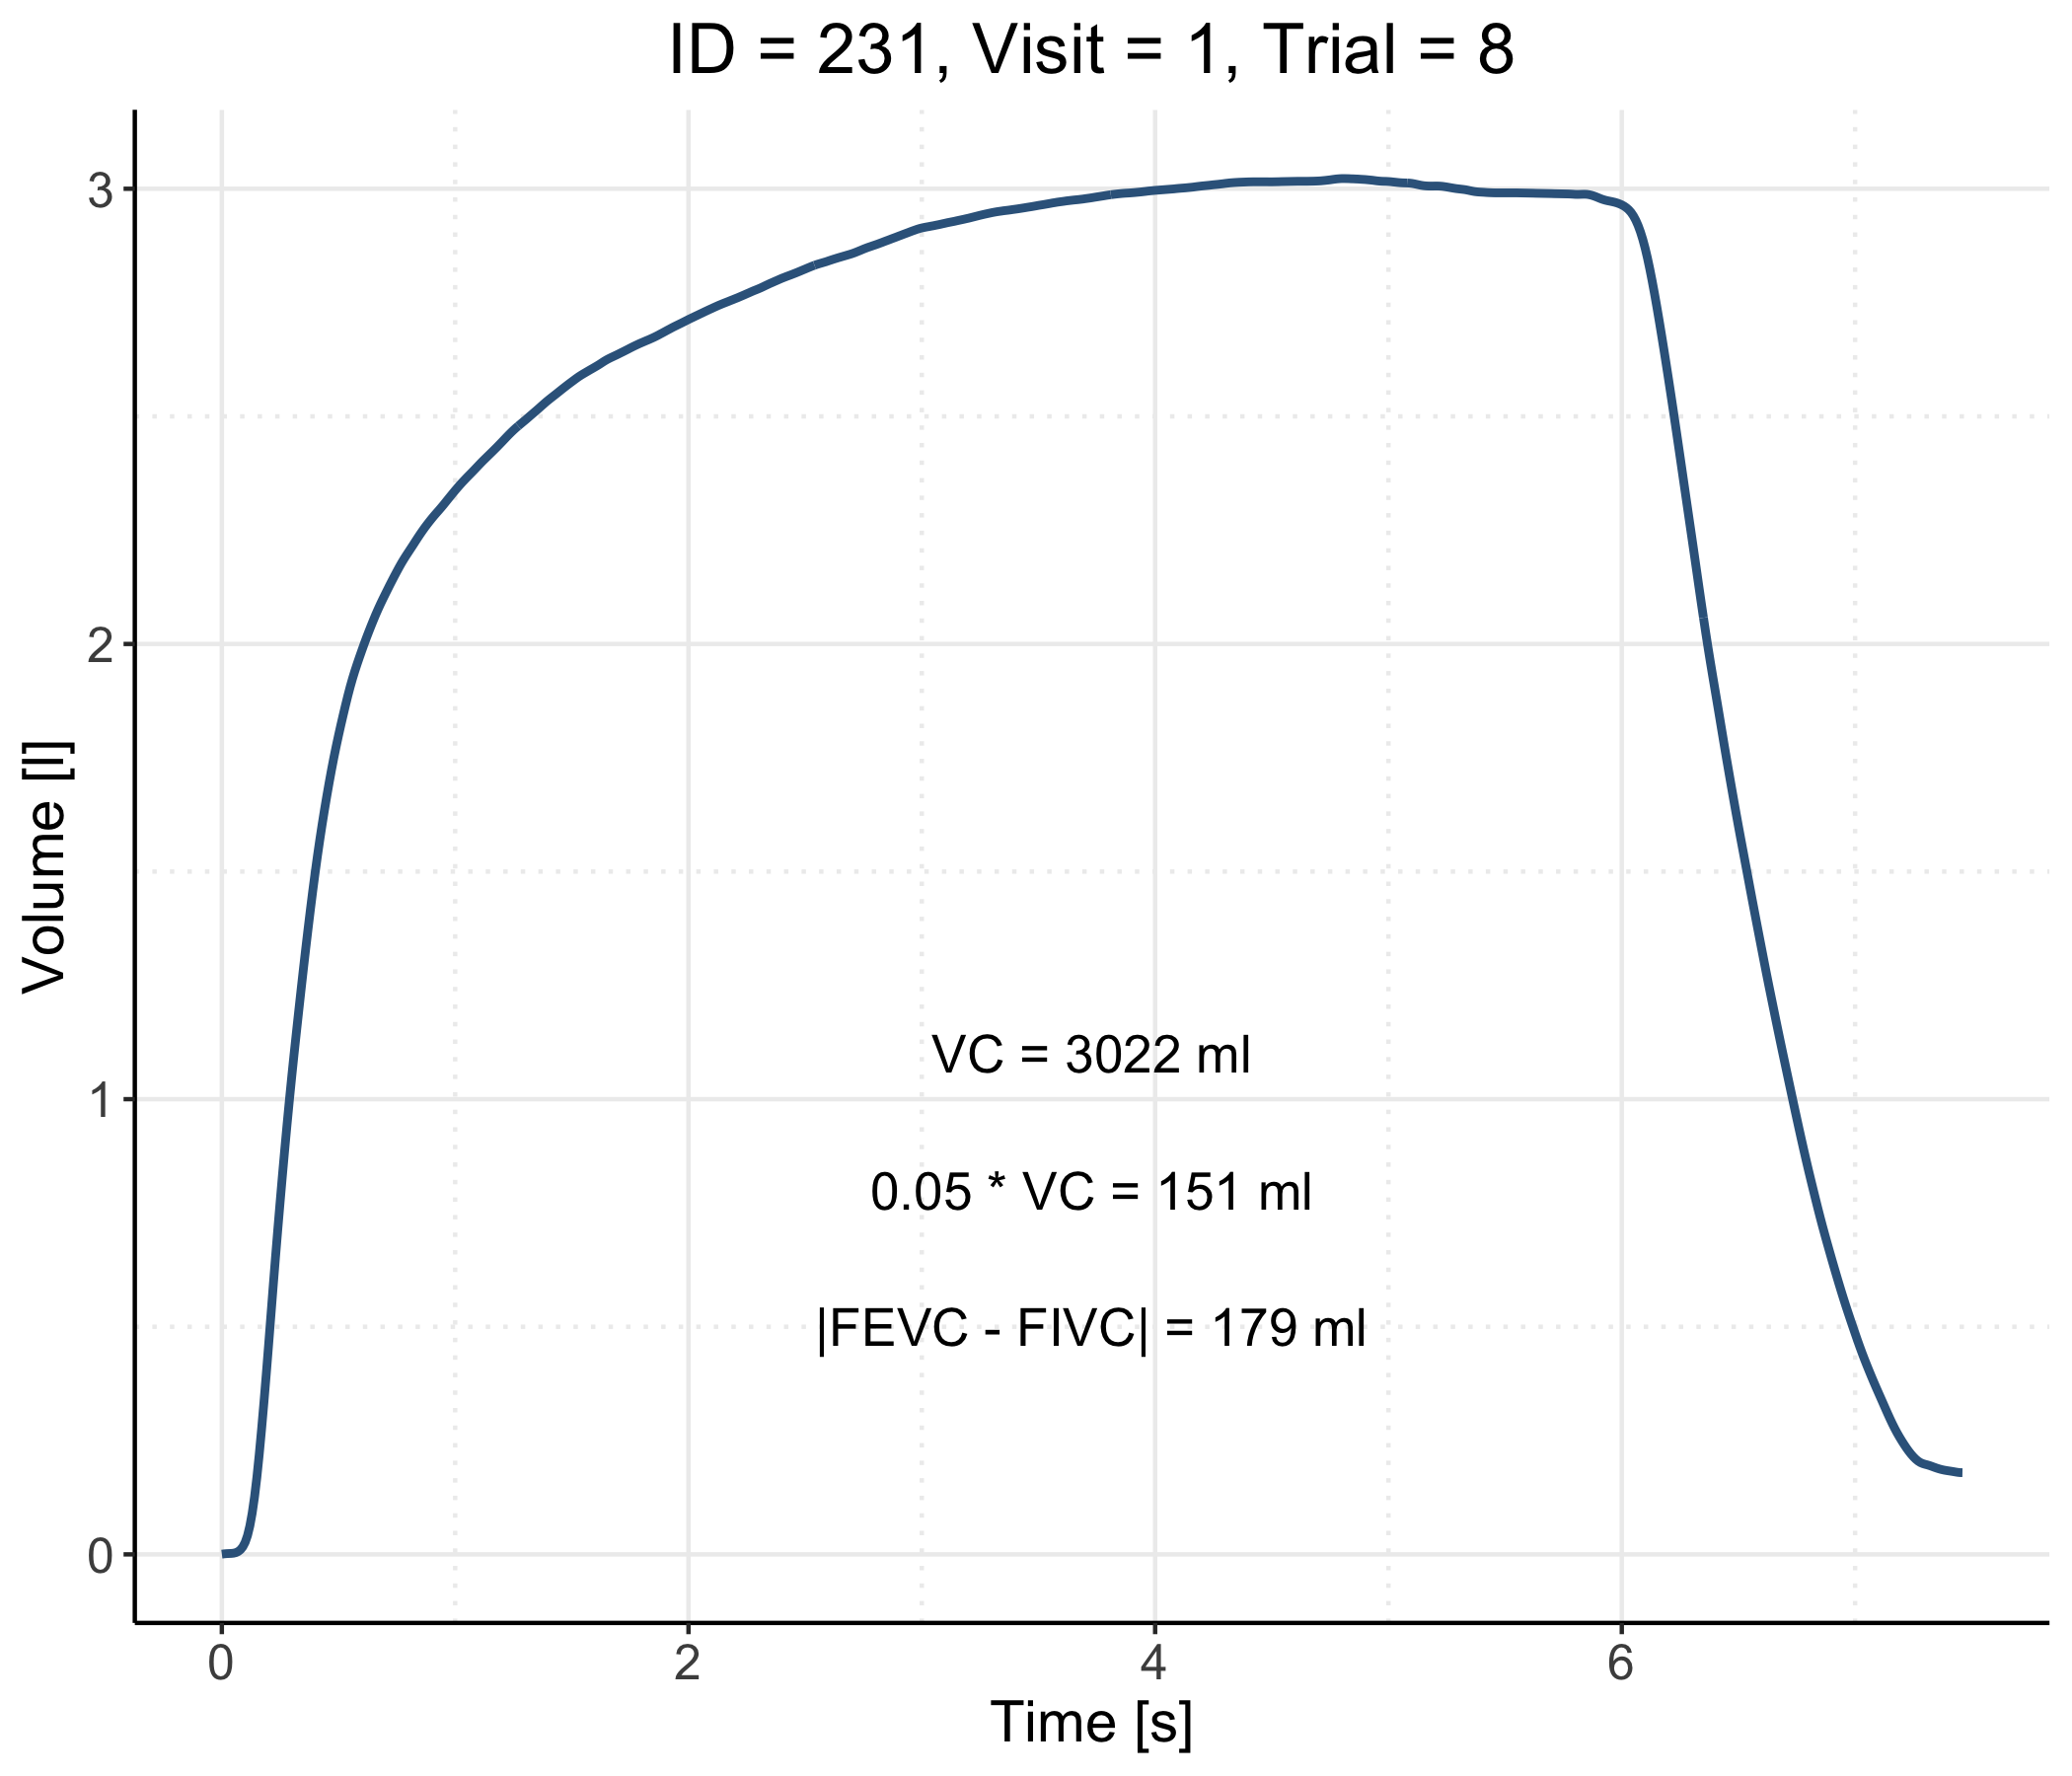 ID = 231, Visit = 1, Trial = 8
3
2
1
0
Volume [l]
VC = 3022 ml
0.05 * VC = 151 ml
|FEVC - FIVC| = 179 ml
0 2 4 6
Time [s]